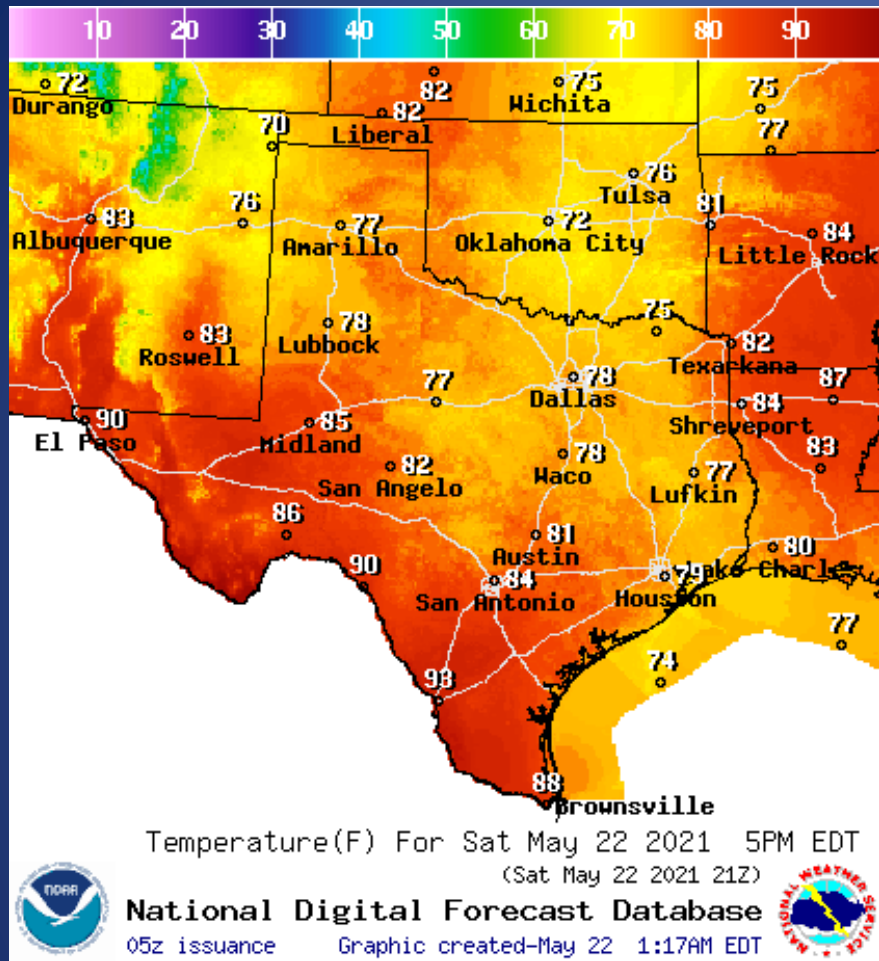 10 20 30 40 50 60 70 80 90
72 82 75 75
Durango Wichita
82 77
Liberal
70
76
Tulsa
83 76 77 72 81 84
Albuquerque Amarillo Oklahoma City Little Rock
83 78 75 82
Roswell Lubbock Texarkana
77 78 87
Dallas
90 85 84
El Paso Midland Shreveport
82 78 77 83
San Angelo Waco Lufkin
86 81 80
Austin
90 84 79 Lake Charles
San Antonio Houston
77
74
93
88
Brownsville
Temperature(F) For Sat May 22 2021 5PM EDT
(Sat May 22 2021 21Z)
National Digital Forecast Database
05z issuance Graphic created-May 22 1:17AM EDT
NOAA
NATIONAL WEATHER SERVICE